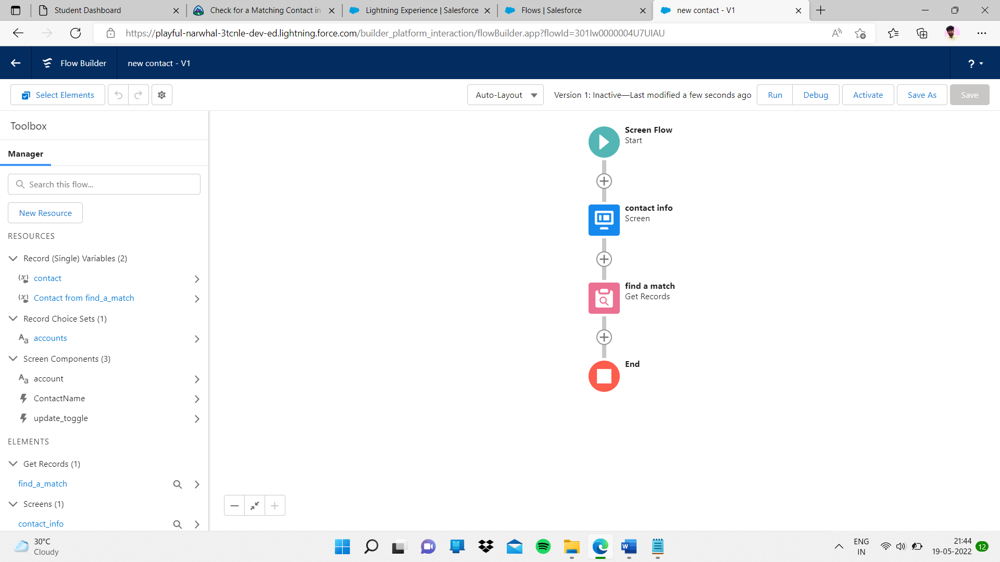 Student Dashboard
Check for a Matching Contact in
Lightning Experience | Salesforce
Flows | Salesforce
new contact - V1
https://playful-narwhal-3tcnle-dev-ed.lightning.force.com/builder_platform_interaction/flowBuilder.app?flowId=301Iw0000004U7UIAU
Flow Builder
new contact - V1
?
Select Elements
Auto-Layout
Version 1: Inactive—Last modified a few seconds ago
Run
Debug
Activate
Save As
Save
Toolbox
Manager
Search this flow...
New Resource
RESOURCES
Record (Single) Variables (2)
contact
Contact from find_a_match
Record Choice Sets (1)
accounts
Screen Components (3)
account
ContactName
update_toggle
ELEMENTS
Get Records (1)
find_a_match
Screens (1)
contact_info
Screen Flow
Start
contact info
Screen
find a match
Get Records
End
30°C
Cloudy
ENG
IN
21:44
19-05-2022
12